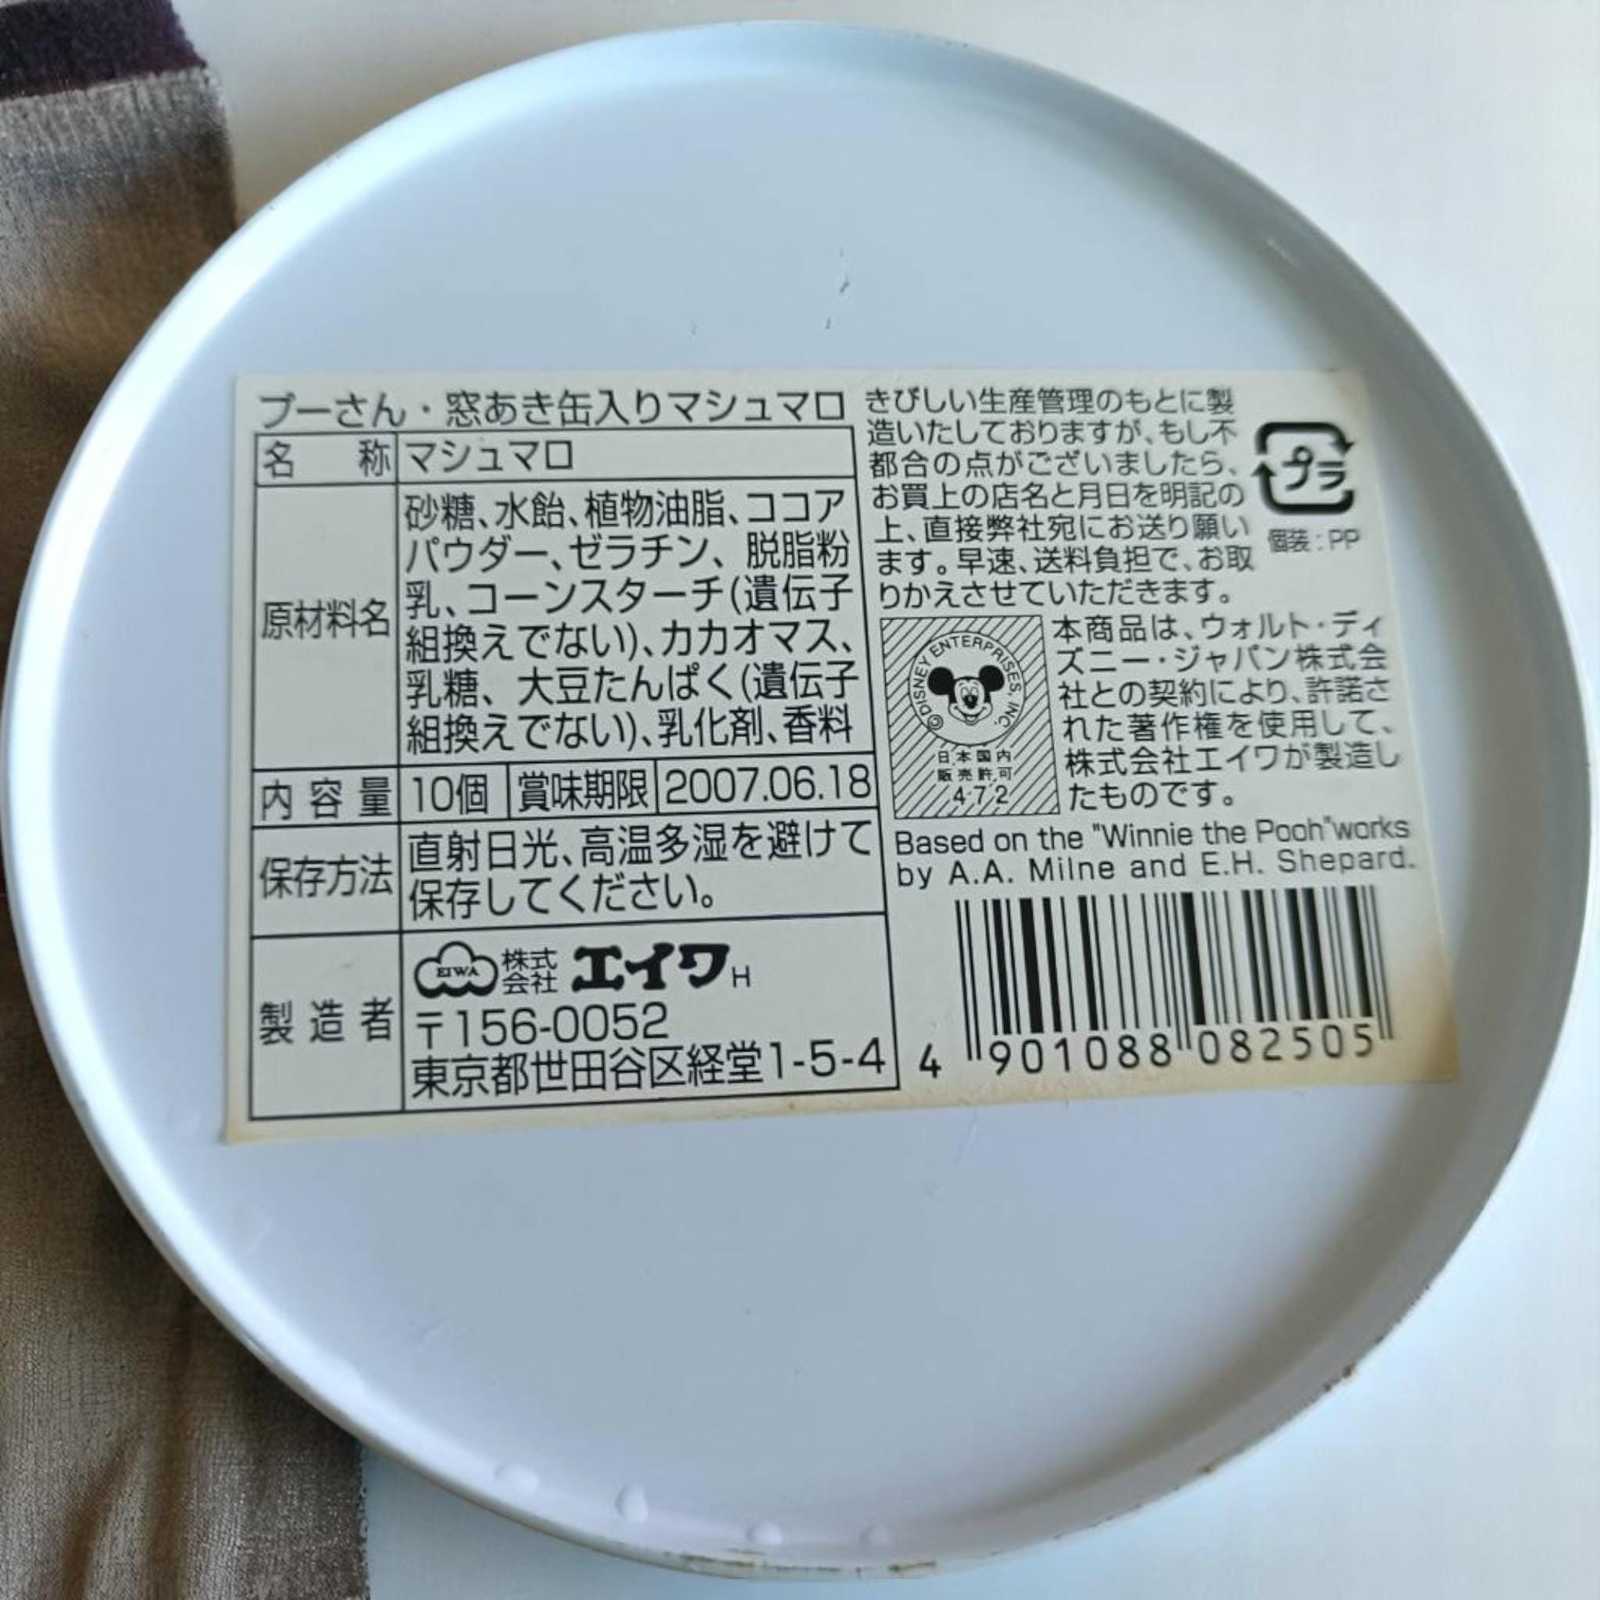 プーさん・窓あき缶入りマシュマロ
名称 マシュマロ
原材料名 砂糖、水飴、植物油脂、ココア
パウダー、ゼラチン、脱脂粉
乳、コーンスターチ(遺伝子
組換えでない)、カカオマス、
乳糖、大豆たんぱく(遺伝子
組換えでない)、乳化剤、香料
内容量 10個 賞味期限 2007.06.18
保存方法 直射日光、高温多湿を避けて
保存してください。
製造者 EIWA 株式会社 エイワ H
〒156-0052
東京都世田谷区経堂1-5-4
きびしい生産管理のもとに製
造いたしておりますが、もし不
都合の点がございましたら、
お買上の店名と月日を明記の
上、直接弊社宛にお送り願い
ます。早速、送料負担で、お取
りかえさせていただきます。
プラ
個装:PP
©DISNEY ENTERPRISES, INC.
日本国内
販売許可
472
本商品は、ウォルト・ディ
ズニー・ジャパン株式会
社との契約により、許諾さ
れた著作権を使用して、
株式会社エイワが製造し
たものです。
Based on the "Winnie the Pooh"works
by A.A. Milne and E.H. Shepard.
4 901088 082505